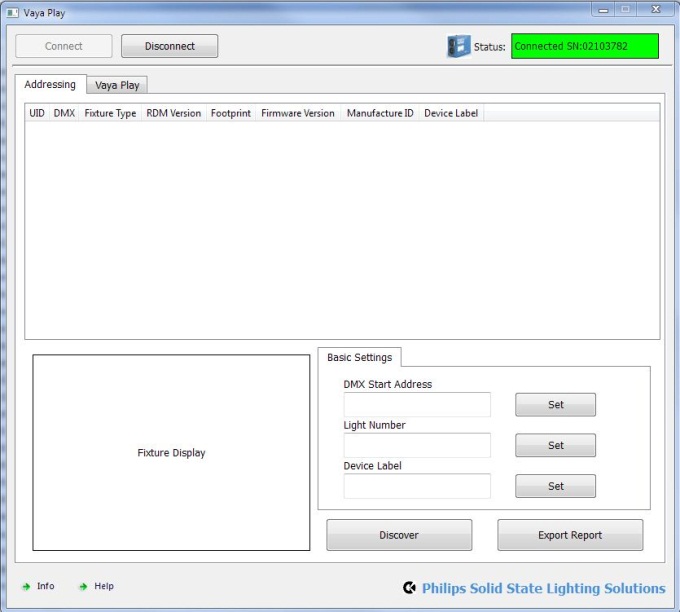 Vaya Play
Connect Disconnect Status: Connected SN:02103782
Addressing Vaya Play
UID DMX Fixture Type RDM Version Footprint Firmware Version Manufacture ID Device Label
Basic Settings
DMX Start Address
Set
Light Number
Set
Device Label
Set
Fixture Display
Discover Export Report
Info Help Philips Solid State Lighting Solutions